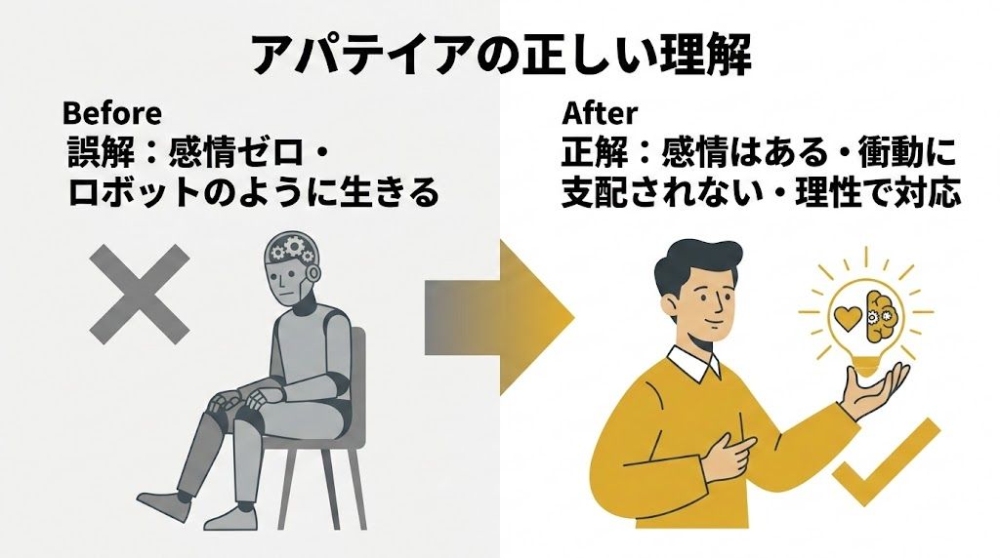 アパテイアの正しい理解
Before
誤解：感情ゼロ・
ロボットのように生きる
After
正解：感情はある・衝動に
支配されない・理性で対応